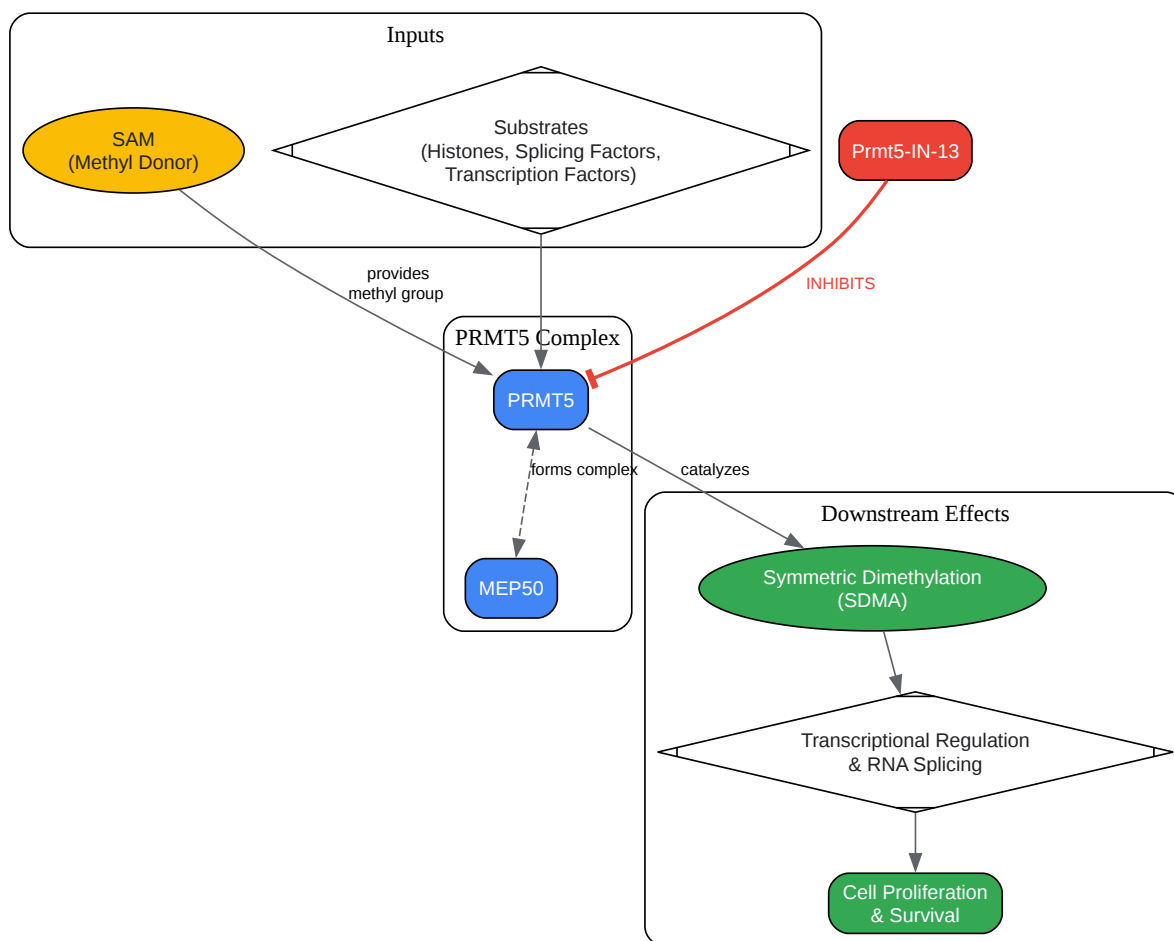 Inputs
SAM
(Methyl Donor)
Substrates
(Histones, Splicing Factors,
Transcription Factors)
Prmt5-IN-13
provides
methyl group
INHIBITS
PRMT5 Complex
PRMT5
forms complex
catalyzes
MEP50
Downstream Effects
Symmetric Dimethylation
(SDMA)
Transcriptional Regulation
& RNA Splicing
Cell Proliferation
& Survival